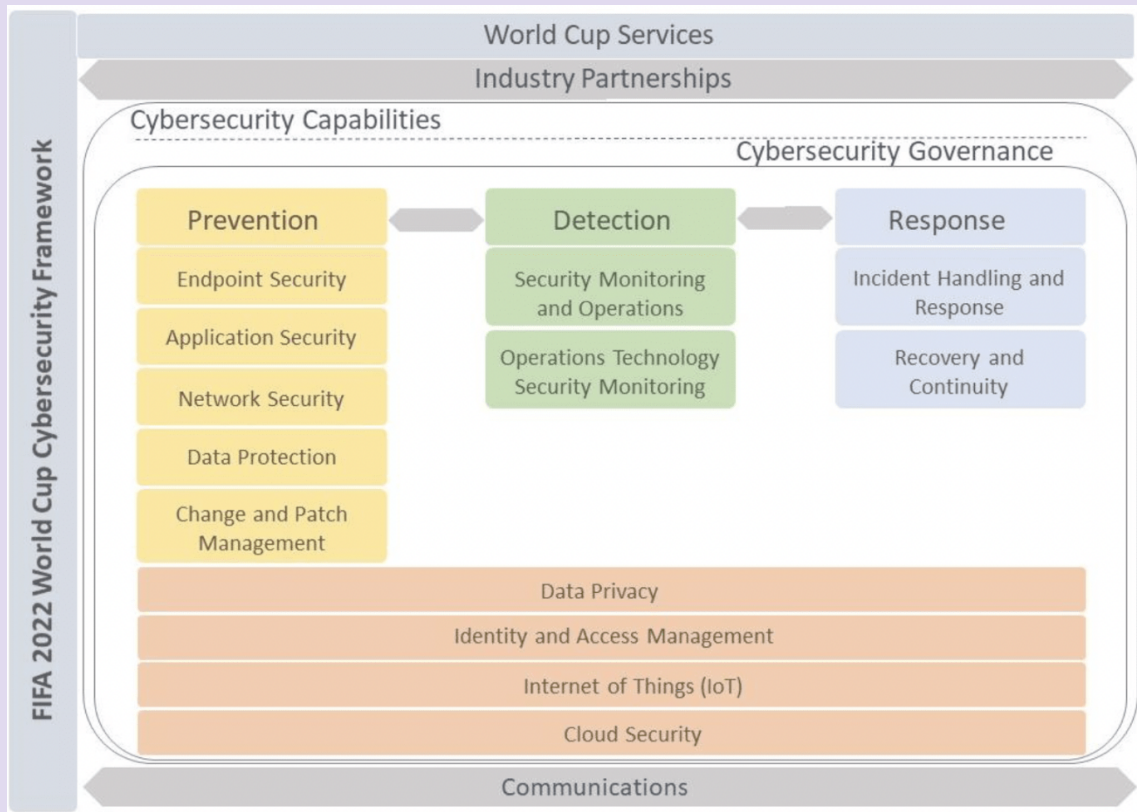 FIFA 2022 World Cup Cybersecurity Framework
World Cup Services
Industry Partnerships
Cybersecurity Capabilities
Cybersecurity Governance
Prevention
Endpoint Security
Application Security
Network Security
Data Protection
Change and Patch
Management
Detection
Security Monitoring
and Operations
Operations Technology
Security Monitoring
Response
Incident Handling and
Response
Recovery and
Continuity
Data Privacy
Identity and Access Management
Internet of Things (IoT)
Cloud Security
Communications